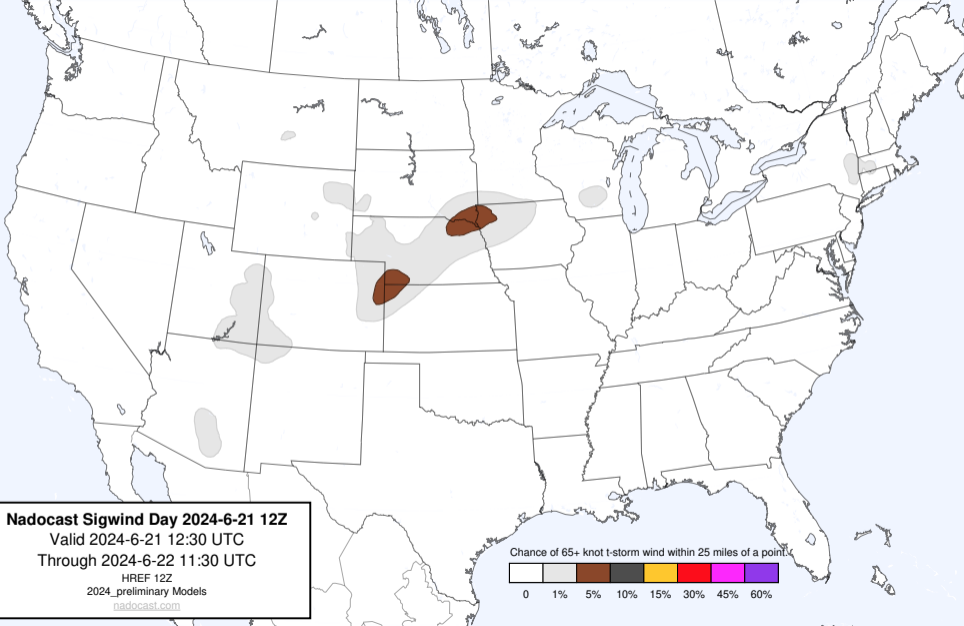 Nadocast Sigwind Day 2024-6-21 12Z
Valid 2024-6-21 12:30 UTC
Through 2024-6-22 11:30 UTC
HREF 12Z
2024_preliminary Models
nadocast.com
Chance of 65+ knot t-storm wind within 25 miles of a point.
0 1% 5% 10% 15% 30% 45% 60%